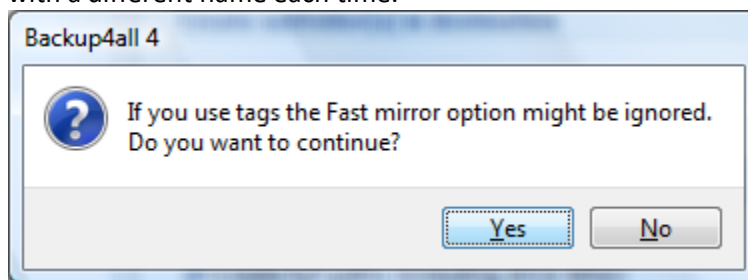 with a different name each time.
Backup4all 4
If you use tags the Fast mirror option might be ignored.
Do you want to continue?
Yes
No